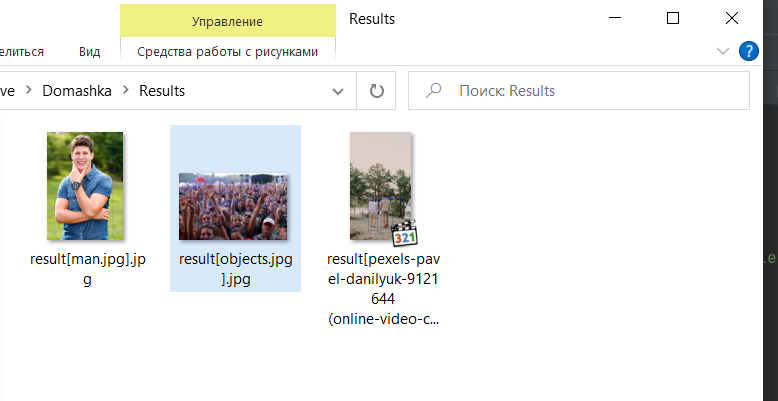 Управление
Results
елиться
Вид
Средства работы с рисунками
?
ve > Domashka > Results
Поиск: Results
result[man.jpg].jp
g
result[objects.jpg
].jpg
321
result[pexels-pav
el-danilyuk-9121
644
(online-video-c...
le